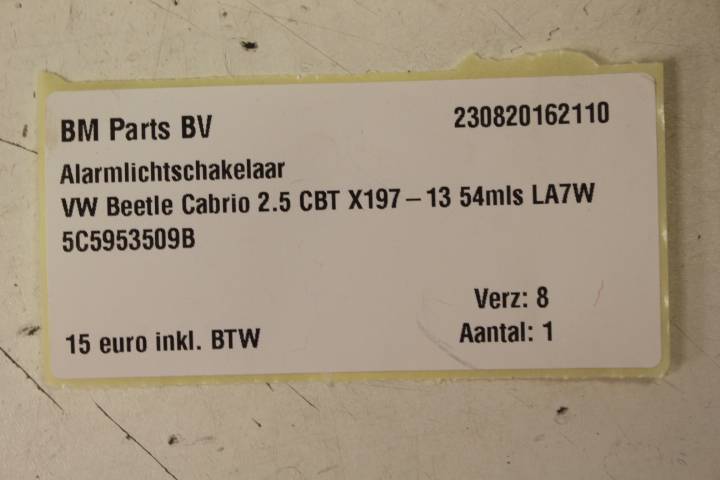 BM Parts BV 230820162110
Alarmlichtschakelaar
VW Beetle Cabrio 2.5 CBT X197 – 13 54mls LA7W
5C5953509B
Verz: 8
15 euro inkl. BTW Aantal: 1